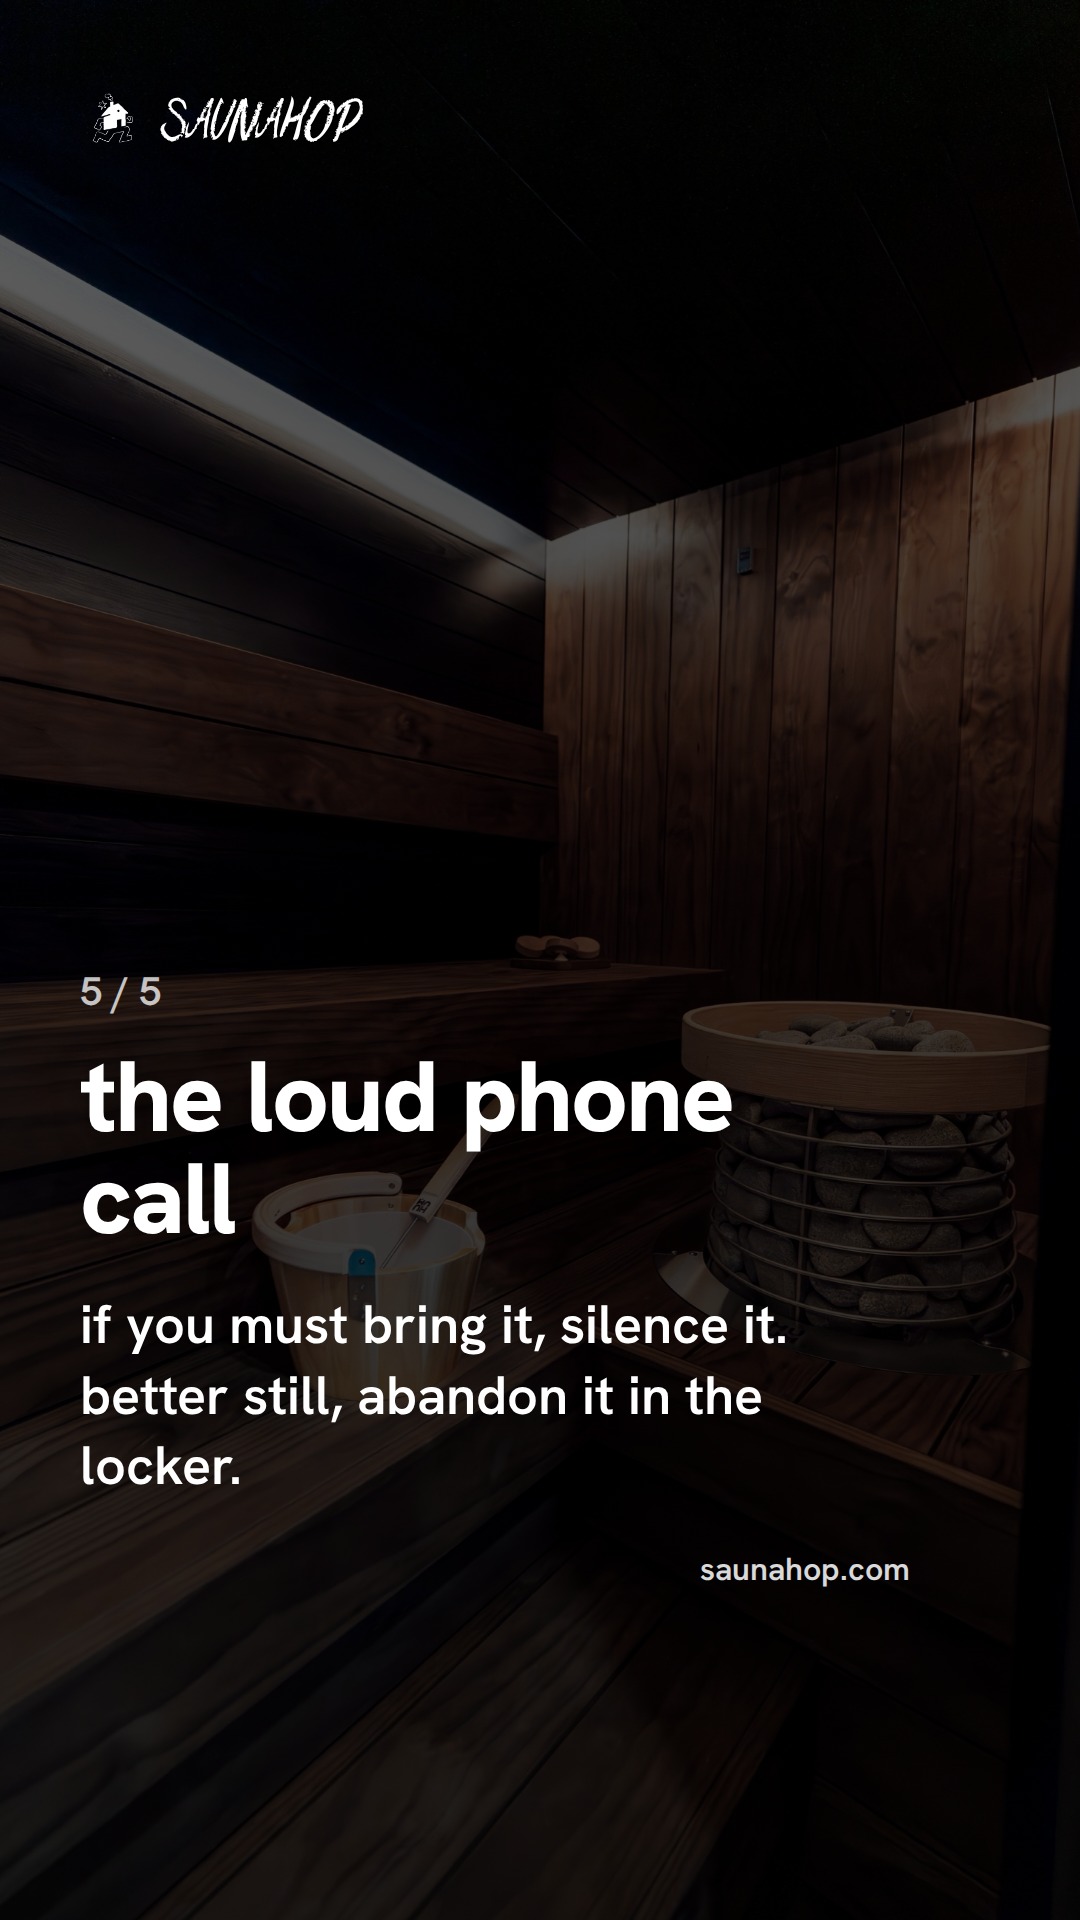 SAUNAHOP
5 / 5
the loud phone
call
if you must bring it, silence it.
better still, abandon it in the
locker.
saunahop.com